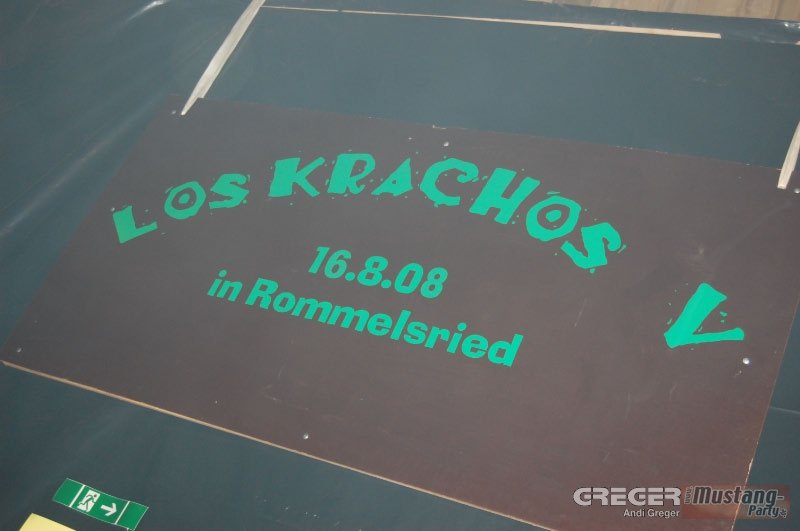 LOS KRACHOS V
16.8.08
in Rommelsried
GREGER
Andi Greger
Mustang-
Party